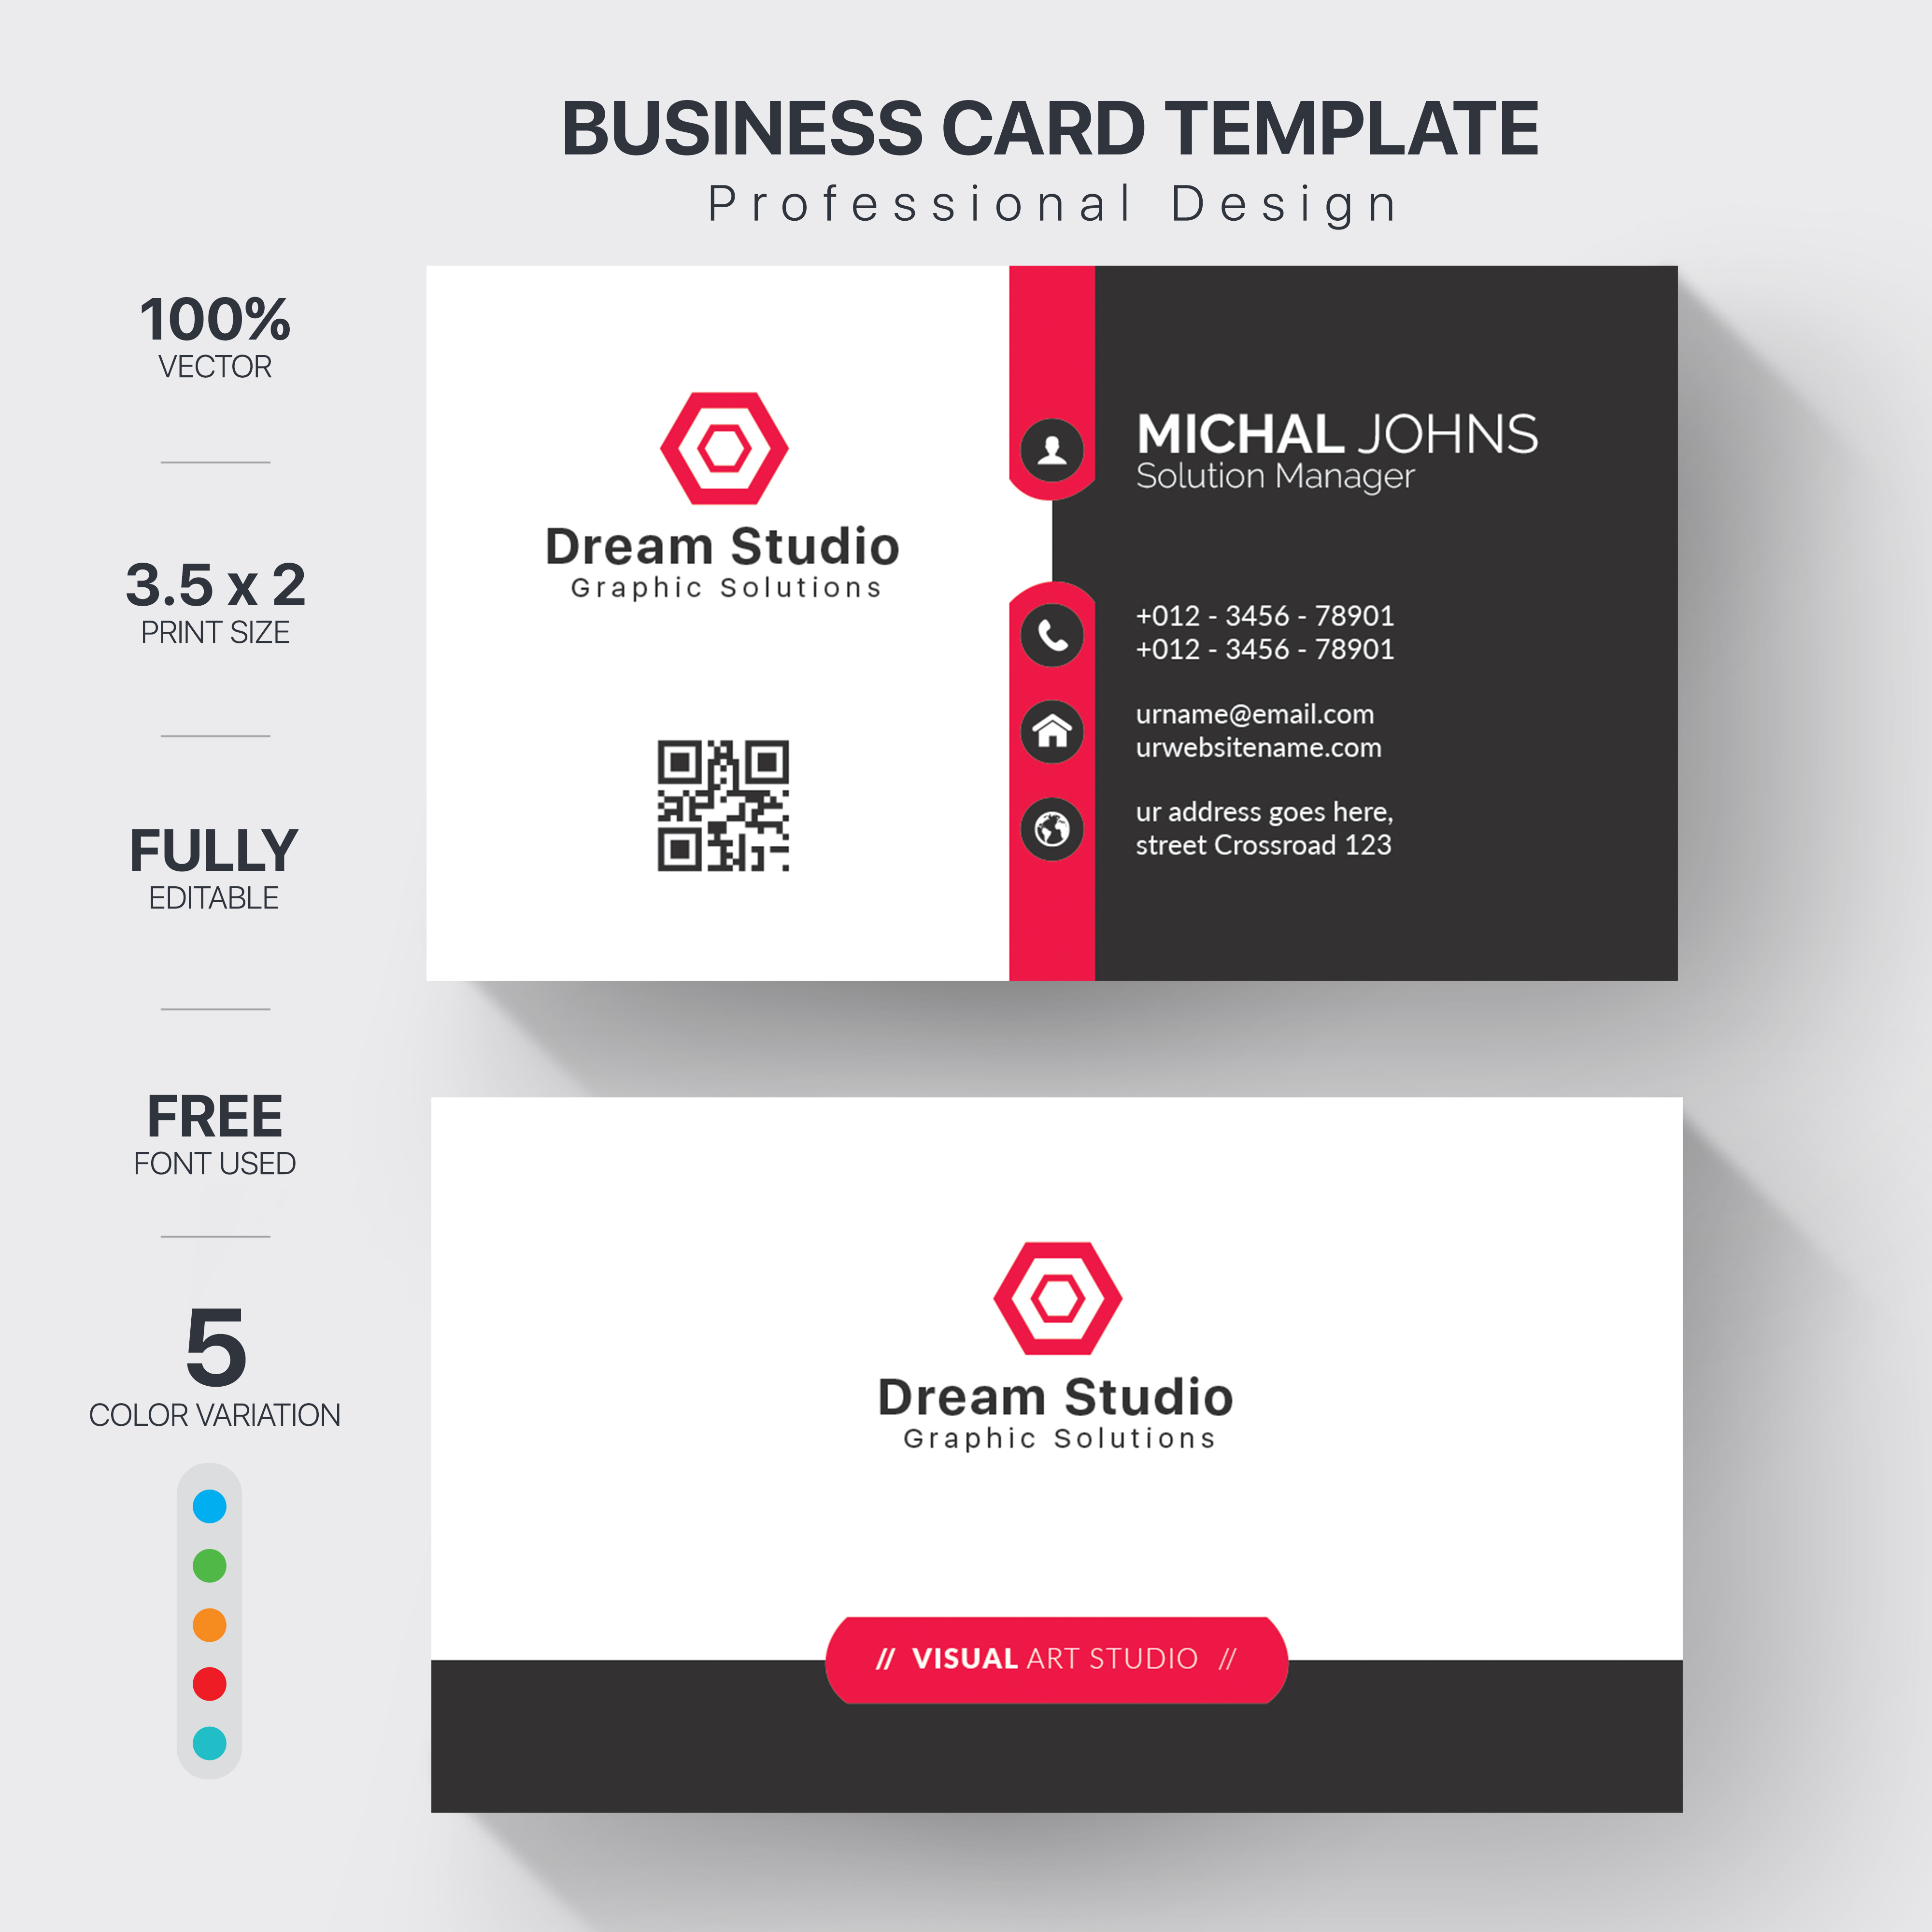 BUSINESS CARD TEMPLATE
Professional Design
100%
VECTOR
3.5 x 2
PRINT SIZE
FULLY
EDITABLE
FREE
FONT USED
5
COLOR VARIATION
Dream Studio
Graphic Solutions
MICHAL JOHNS
Solution Manager
+012 - 3456 - 78901
+012 - 3456 - 78901
urname@email.com
urwebsitename.com
ur address goes here,
street Crossroad 123
Dream Studio
Graphic Solutions
// VISUAL ART STUDIO //